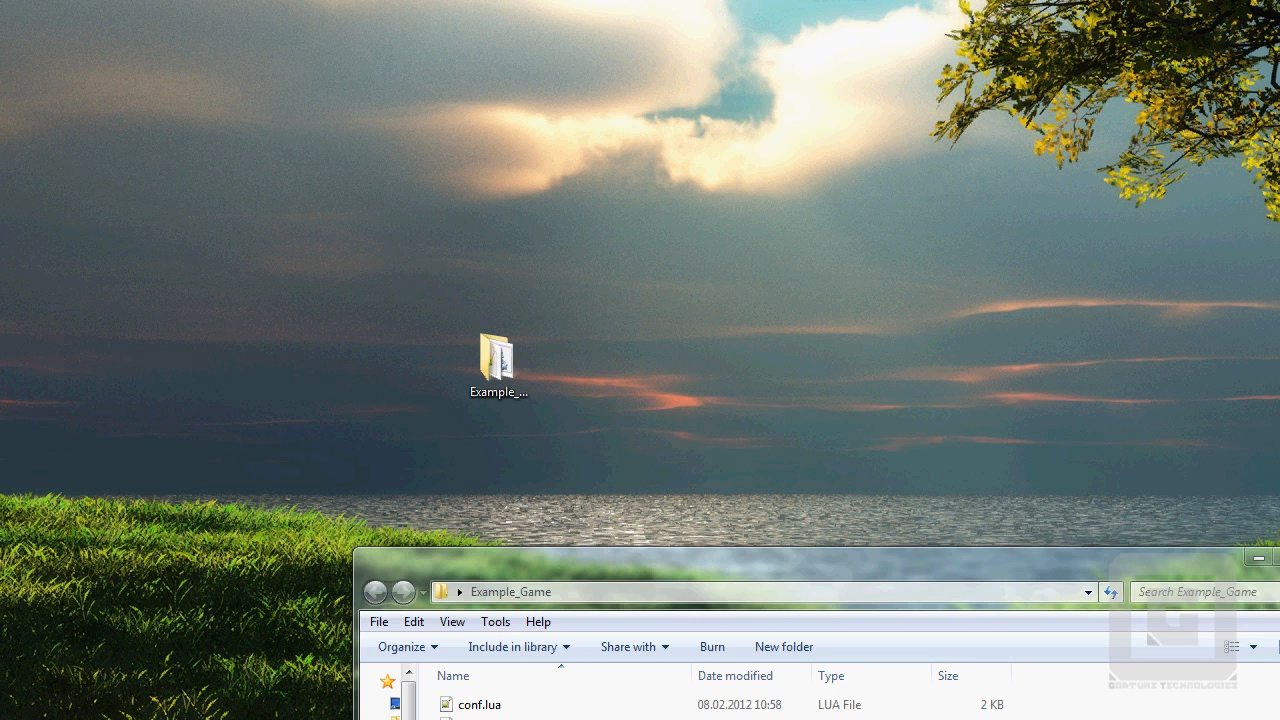 Example_...
Example_Game
Search Example_Game
File Edit View Tools Help
Organize Include in library Share with Burn New folder
Name Date modified Type Size
conf.lua 08.02.2012 10:58 LUA File 2 KB